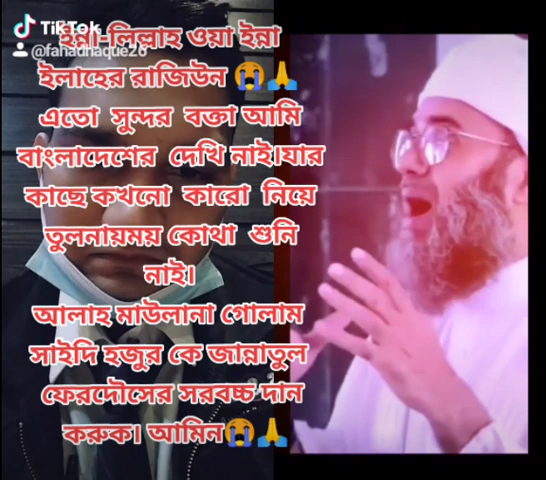 TikTok
@fahadhaque26
ইন্না-লিল্লাহ ওয়া ইন্না
ইলাহের রাজিউন 😭🙏
এতো সুন্দর বক্তা আমি
বাংলাদেশের দেখি নাই।যার
কাছে কখনো কারো নিয়ে
তুলনায়ময় কোথা শুনি
নাই।
আলাহ মাউলানা গোলাম
সাইদি হজুর কে জান্নাতুল
ফেরদৌসের সরবচ্চ দান
করুক। আমিন😭🙏